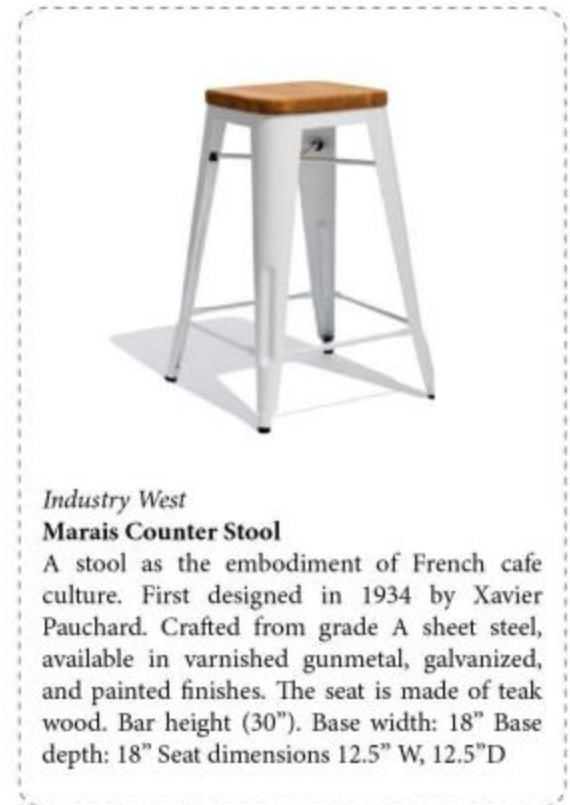 Industry West
Marais Counter Stool
A stool as the embodiment of French cafe
culture. First designed in 1934 by Xavier
Pauchard. Crafted from grade A sheet steel,
available in varnished gunmetal, galvanized,
and painted finishes. The seat is made of teak
wood. Bar height (30”). Base width: 18” Base
depth: 18” Seat dimensions 12.5” W, 12.5”D